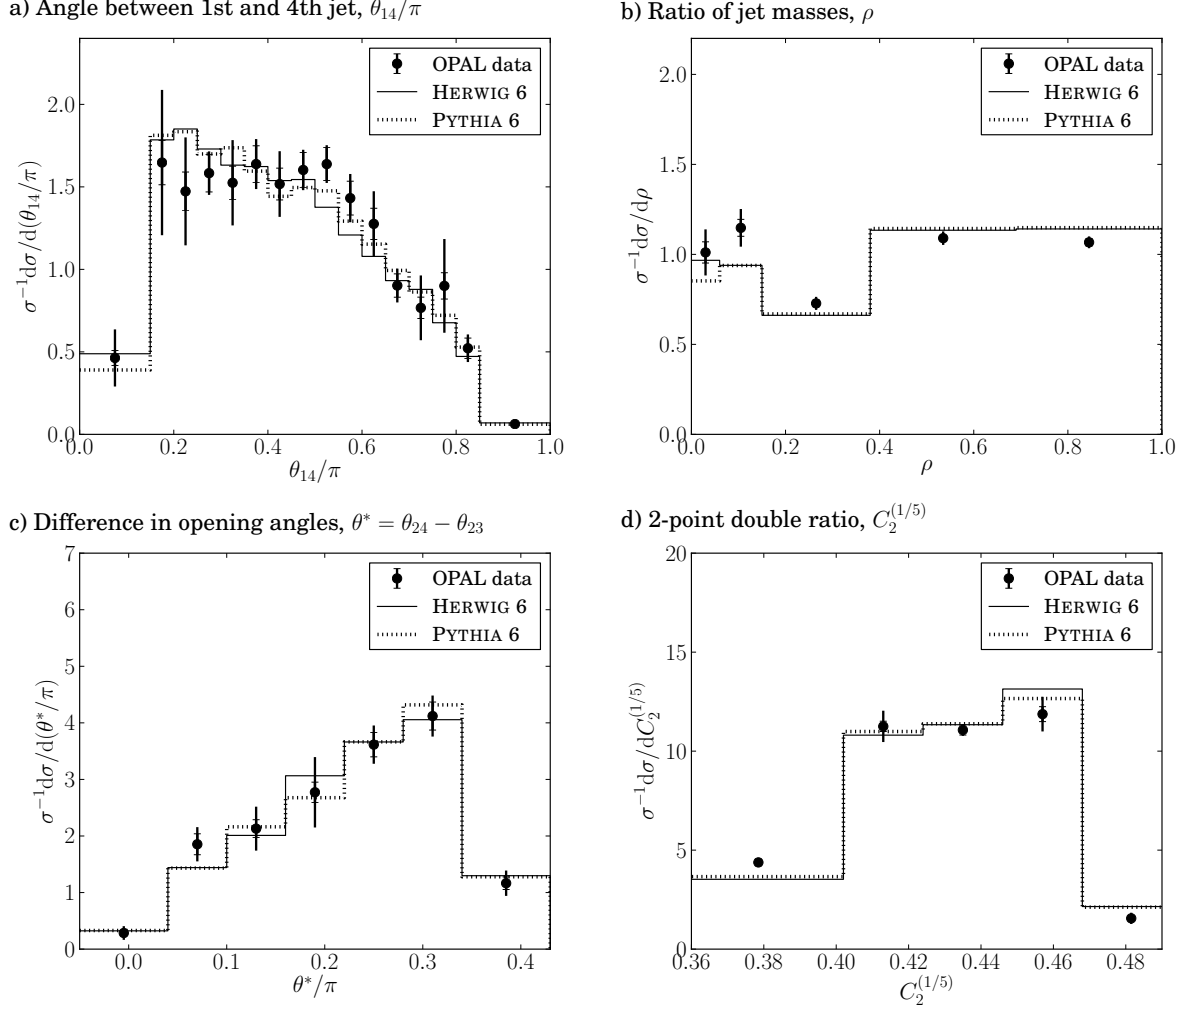 a) Angle between 1st and 4th jet, θ₁₄/π
2.0
1.5
1.0
0.5
0.0
σ⁻¹dσ/d(θ₁₄/π)
OPAL data
HERWIG 6
PYTHIA 6
0.0 0.2 0.4 0.6 0.8 1.0
θ₁₄/π
b) Ratio of jet masses, ρ
2.0
1.5
1.0
0.5
0.0
σ⁻¹dσ/dρ
OPAL data
HERWIG 6
PYTHIA 6
0.0 0.2 0.4 0.6 0.8 1.0
ρ
c) Difference in opening angles, θ* = θ₂₄ − θ₂₃
7
6
5
4
3
2
1
0
σ⁻¹dσ/d(θ*/π)
OPAL data
HERWIG 6
PYTHIA 6
0.0 0.1 0.2 0.3 0.4
θ*/π
d) 2-point double ratio, C₂⁽¹ᐟ⁵⁾
20
15
10
5
0
σ⁻¹dσ/dC₂⁽¹ᐟ⁵⁾
OPAL data
HERWIG 6
PYTHIA 6
0.36 0.38 0.40 0.42 0.44 0.46 0.48
C₂⁽¹ᐟ⁵⁾